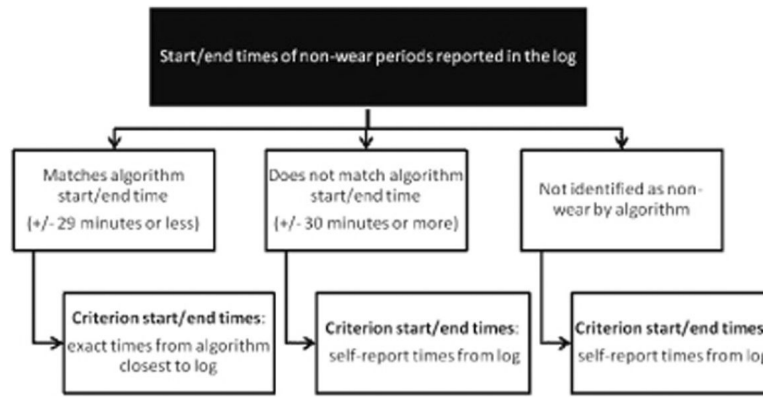 Start/end times of non-wear periods reported in the log
Matches algorithm
start/end time
(+/- 29 minutes or less)
Does not match algorithm
start/end time
(+/- 30 minutes or more)
Not identified as non-
wear by algorithm
Criterion start/end times:
exact times from algorithm
closest to log
Criterion start/end times:
self-report times from log
Criterion start/end times
self-report times from log